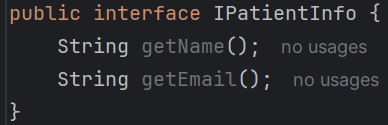 public interface IPatientInfo {
String getName(); no usages
String getEmail(); no usages
}